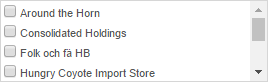 Around the Horn
Consolidated Holdings
Folk och fä HB
Hungry Coyote Import Store